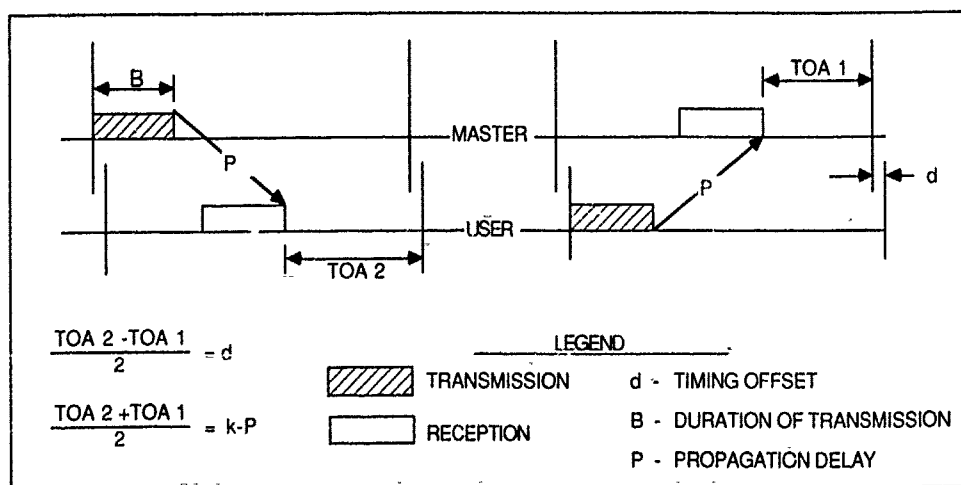 B
TOA 1
MASTER
P
P
d
USER
TOA 2
TOA 2 -TOA 1
2
= d
LEGEND
TRANSMISSION
d - TIMING OFFSET
TOA 2 +TOA 1
2
= k-P
RECEPTION
B - DURATION OF TRANSMISSION
P - PROPAGATION DELAY